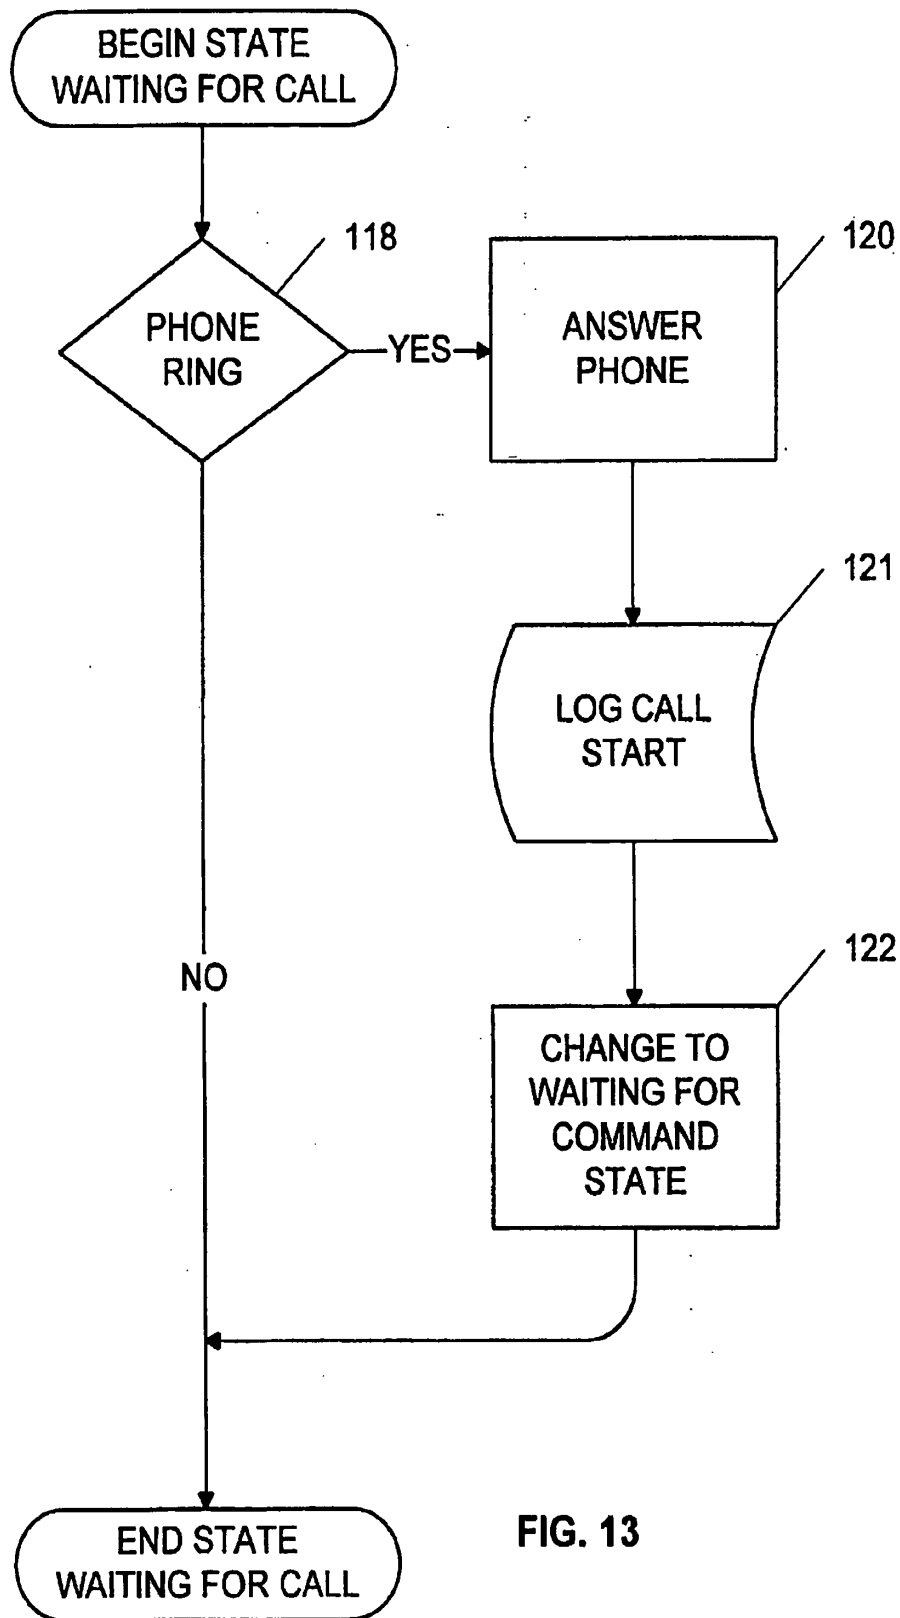 BEGIN STATE
WAITING FOR CALL
118
PHONE
RING
YES
120
ANSWER
PHONE
121
LOG CALL
START
NO
122
CHANGE TO
WAITING FOR
COMMAND
STATE
END STATE
WAITING FOR CALL
FIG. 13